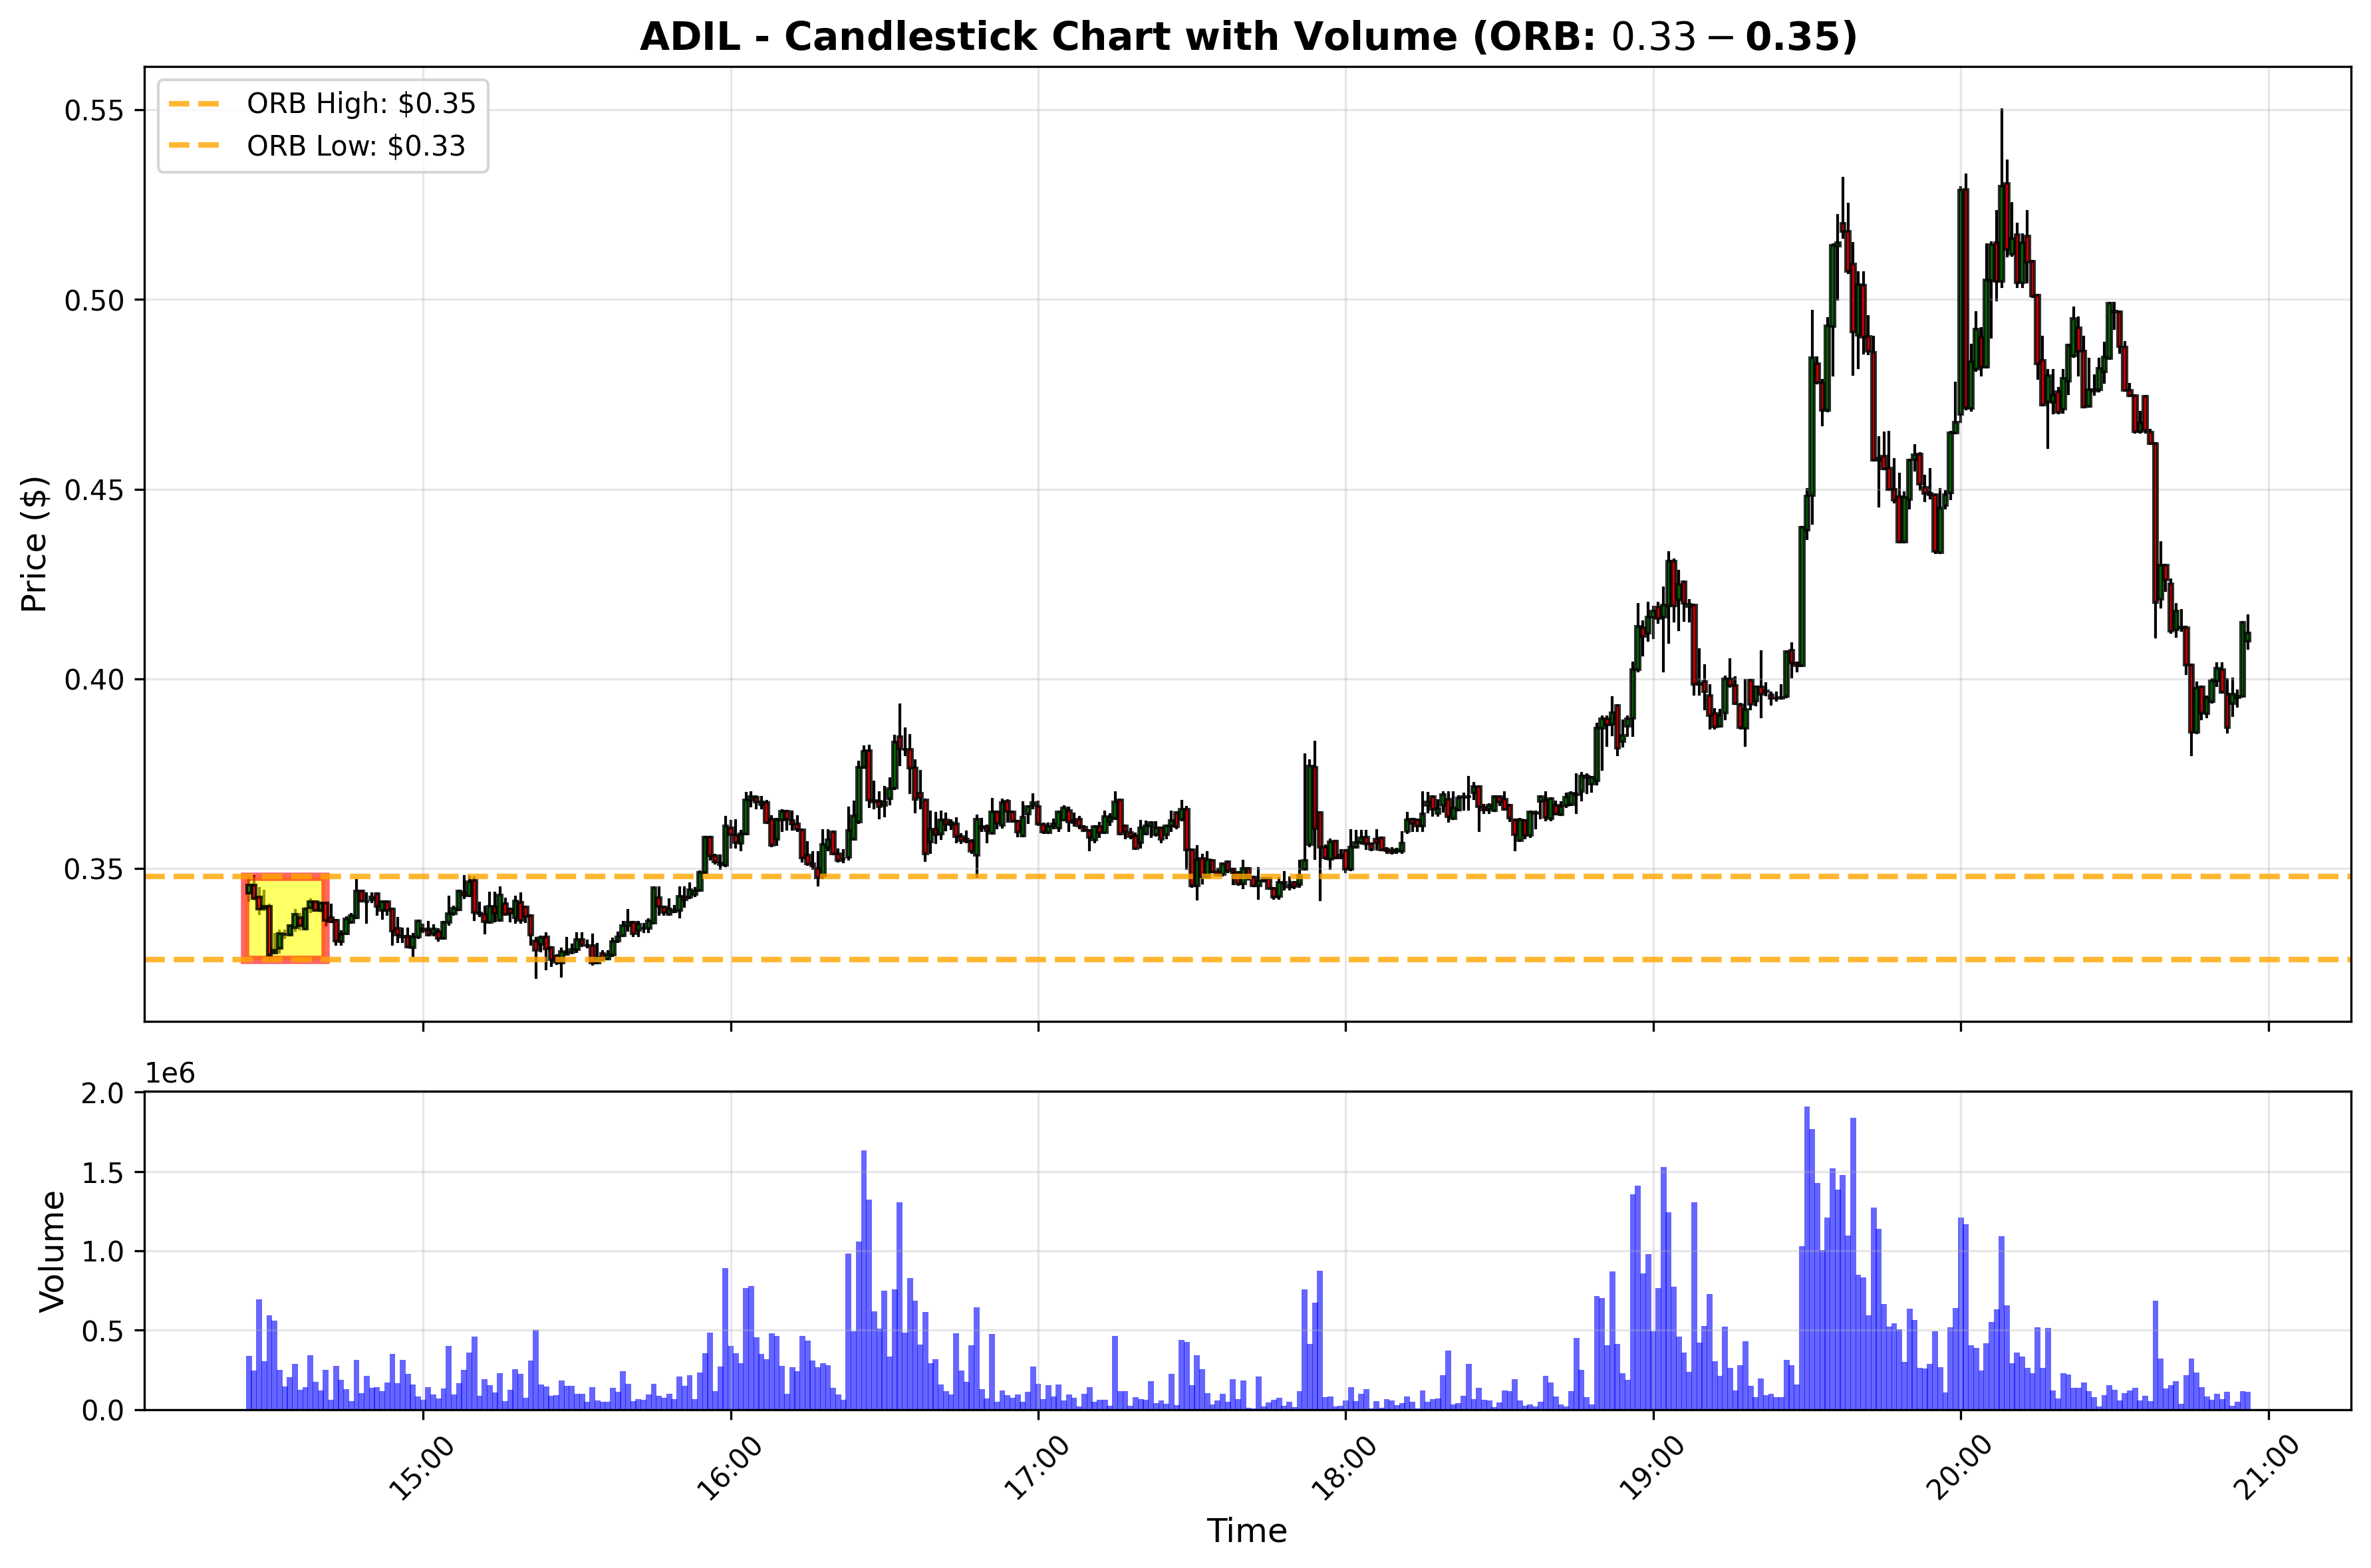 ADIL - Candlestick Chart with Volume (ORB: 0.33 − 0.35)
ORB High: $0.35
ORB Low: $0.33
Price ($)
0.55
0.50
0.45
0.40
0.35
1e6
Volume
2.0
1.5
1.0
0.5
0.0
15:00
16:00
17:00
18:00
19:00
20:00
21:00
Time